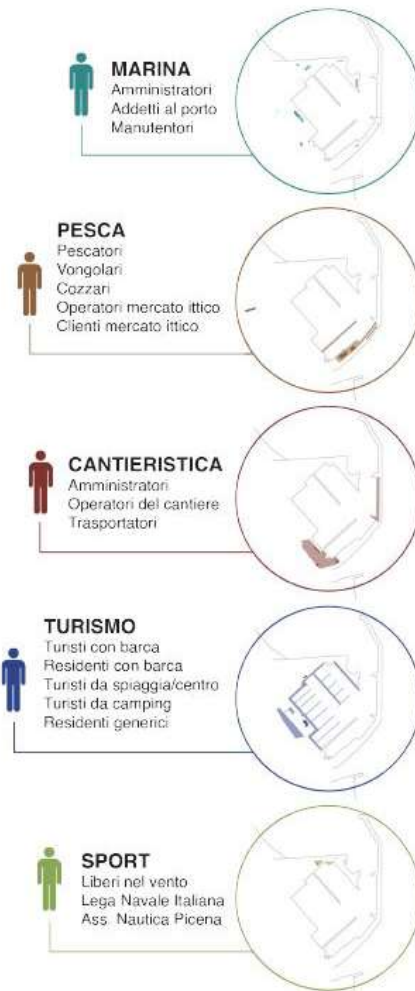 MARINA
Amministratori
Addetti al porto
Manutentori
PESCA
Pescatori
Vongolari
Cozzari
Operatori mercato ittico
Clienti mercato ittico
CANTIERISTICA
Amministratori
Operatori del cantiere
Trasportatori
TURISMO
Turisti con barca
Residenti con barca
Turisti da spiaggia/centro
Turisti da camping
Residenti generici
SPORT
Liberi nel vento
Lega Navale Italiana
Ass. Nautica Picena